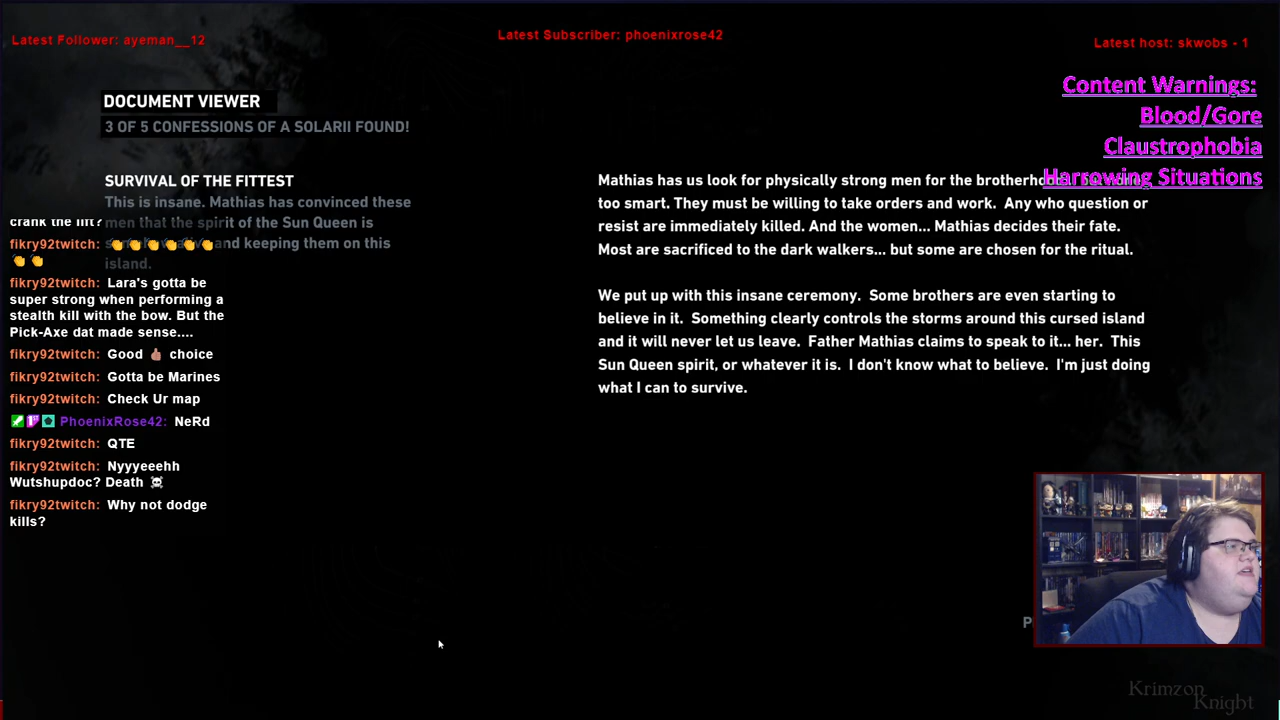 Latest Follower: ayeman__12
Latest Subscriber: phoenixrose42
Latest host: skwobs - 1
Content Warnings:
Blood/Gore
Claustrophobia
Harrowing Situations
DOCUMENT VIEWER
3 OF 5 CONFESSIONS OF A SOLARII FOUND!
SURVIVAL OF THE FITTEST
This is insane. Mathias has convinced these
men that the spirit of the Sun Queen is
and keeping them on this
island.
Mathias has us look for physically strong men for the brotherhood
too smart. They must be willing to take orders and work. Any who question or
resist are immediately killed. And the women... Mathias decides their fate.
Most are sacrificed to the dark walkers... but some are chosen for the ritual.
We put up with this insane ceremony. Some brothers are even starting to
believe in it. Something clearly controls the storms around this cursed island
and it will never let us leave. Father Mathias claims to speak to it... her. This
Sun Queen spirit, or whatever it is. I don't know what to believe. I'm just doing
what I can to survive.
crank the lift?
fikry92twitch: 👏👏👏👏👏👏
👏👏
fikry92twitch: Lara's gotta be
super strong when performing a
stealth kill with the bow. But the
Pick-Axe dat made sense....
fikry92twitch: Good 👍🏽 choice
fikry92twitch: Gotta be Marines
fikry92twitch: Check Ur map
PhoenixRose42: NeRd
fikry92twitch: QTE
fikry92twitch: Nyyyeeehh
Wutshupdoc? Death ☠️
fikry92twitch: Why not dodge
kills?
Krimzon
Knight